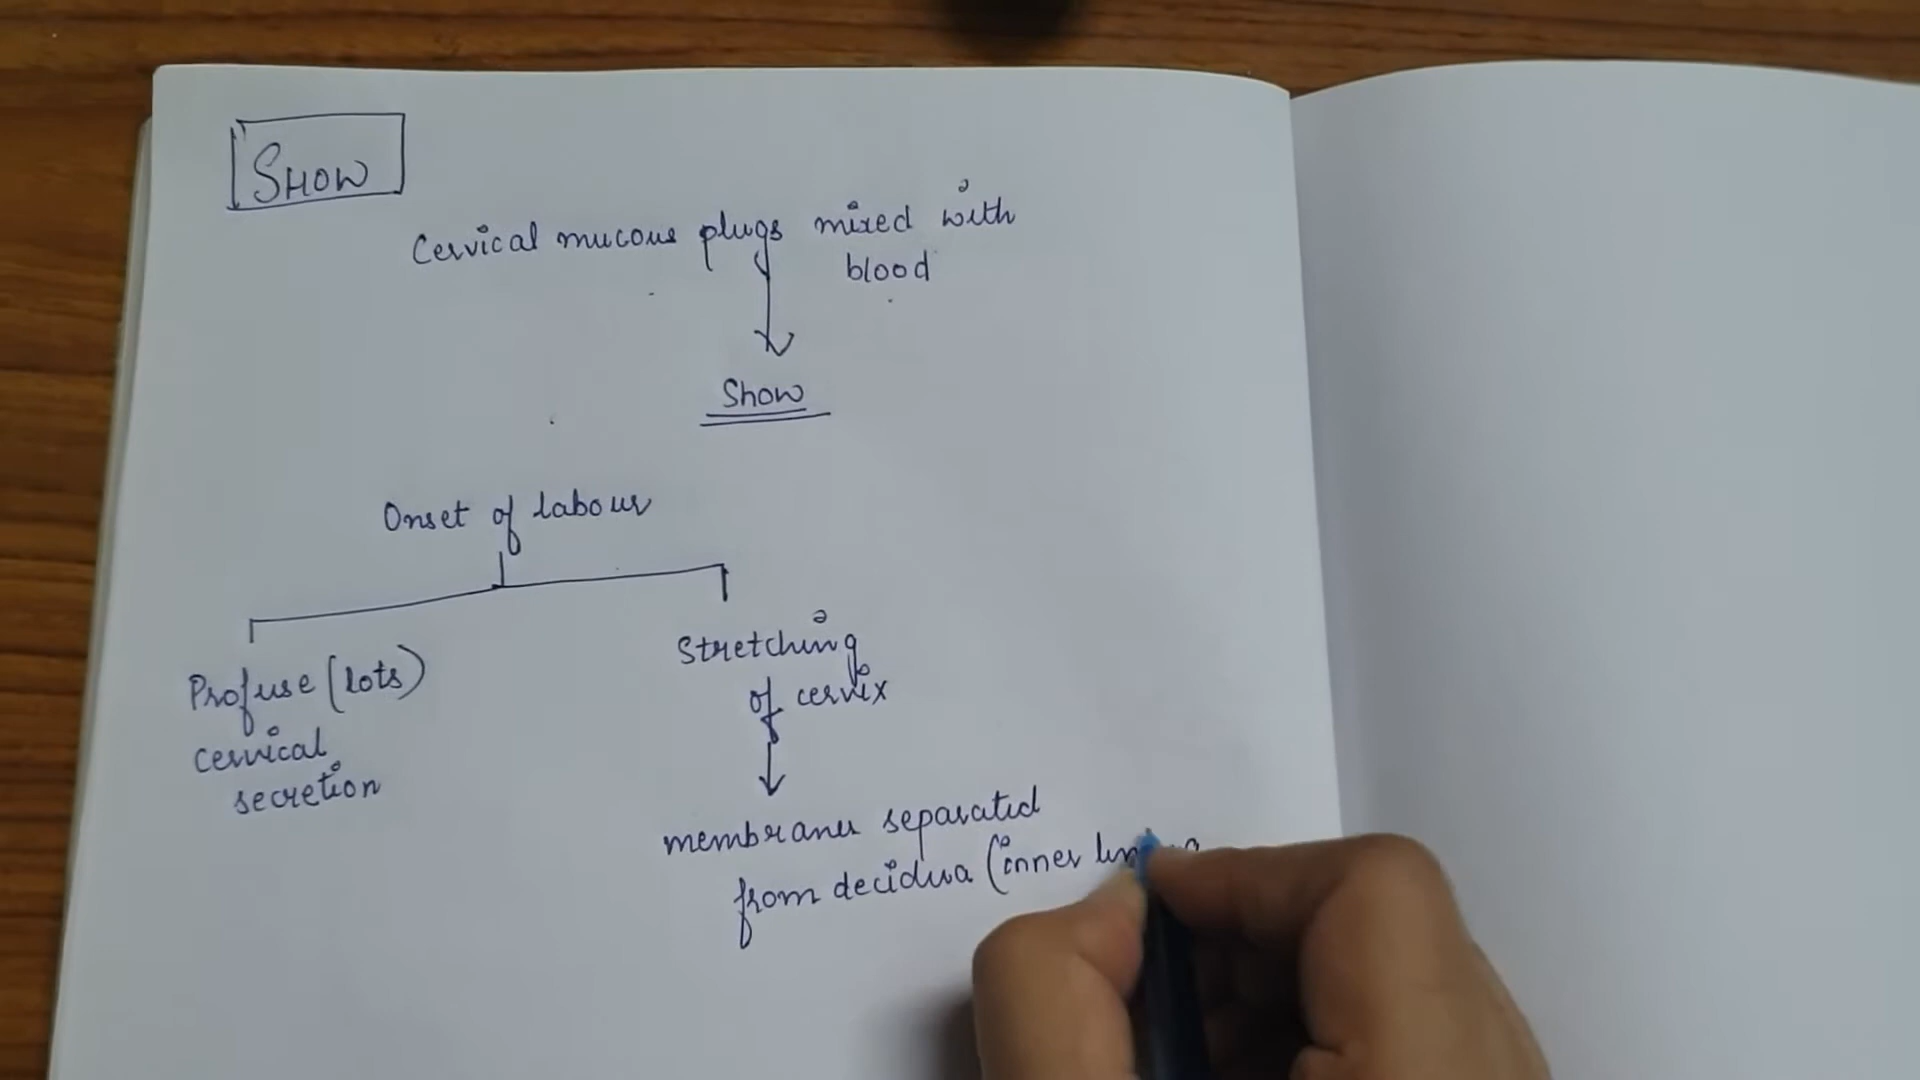 SHOW
Cervical mucous plugs mixed with
blood
Show
Onset of labour
Profuse (lots)
cervical
secretion
Stretching
of cervix
membranes separated
from decidua (inner